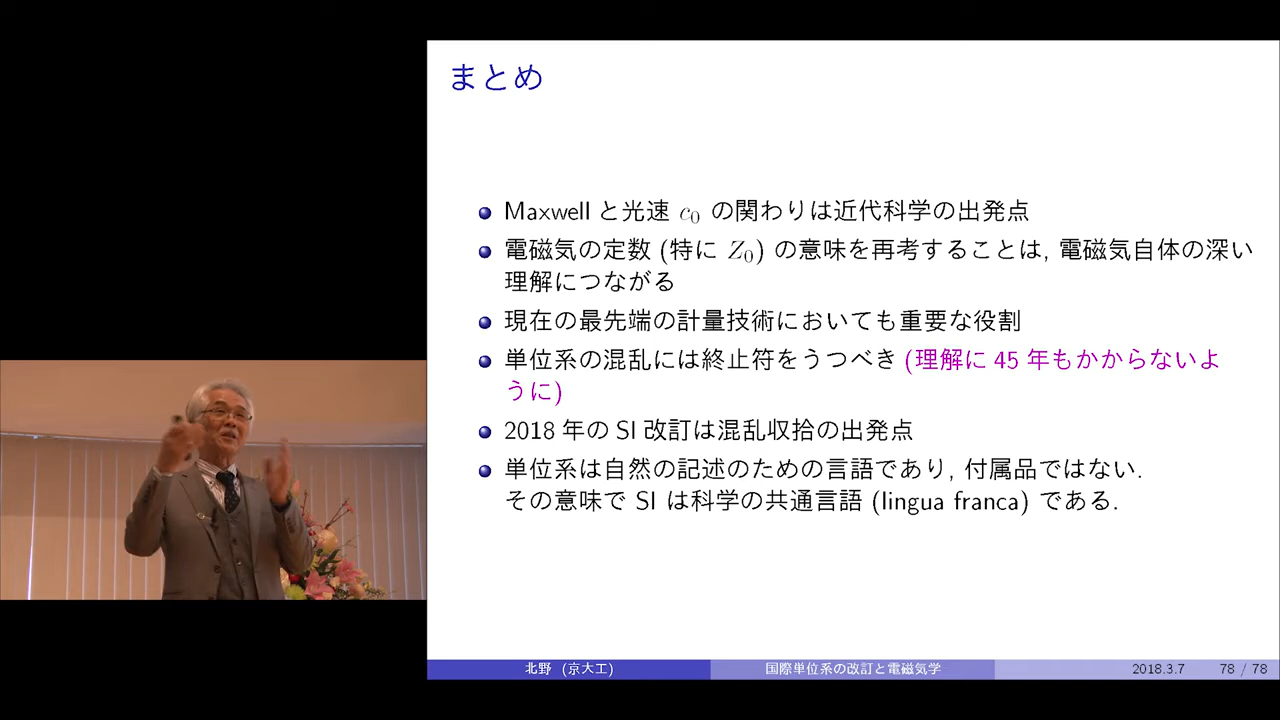 まとめ
Maxwell と光速 c₀ の関わりは近代科学の出発点
電磁気の定数 (特に Z₀) の意味を再考することは, 電磁気自体の深い
理解につながる
現在の最先端の計量技術においても重要な役割
単位系の混乱には終止符をうつべき (理解に 45 年もかからないよ
うに)
2018 年の SI 改訂は混乱収拾の出発点
単位系は自然の記述のための言語であり, 付属品ではない.
その意味で SI は科学の共通言語 (lingua franca) である.
北野 (京大工) 国際単位系の改訂と電磁気学 2018.3.7 78 / 78